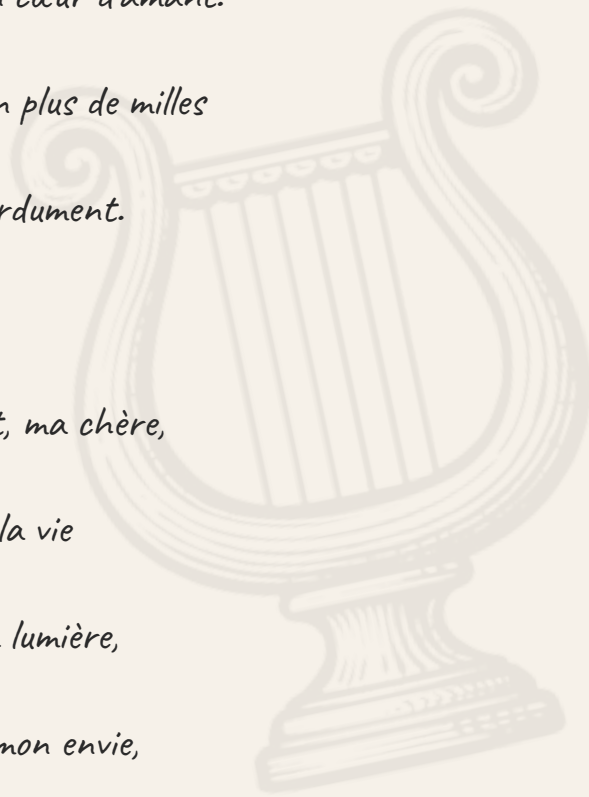 cœur d'amant.
plus de milles
rdument.
, ma chère,
la vie
lumière,
mon envie,